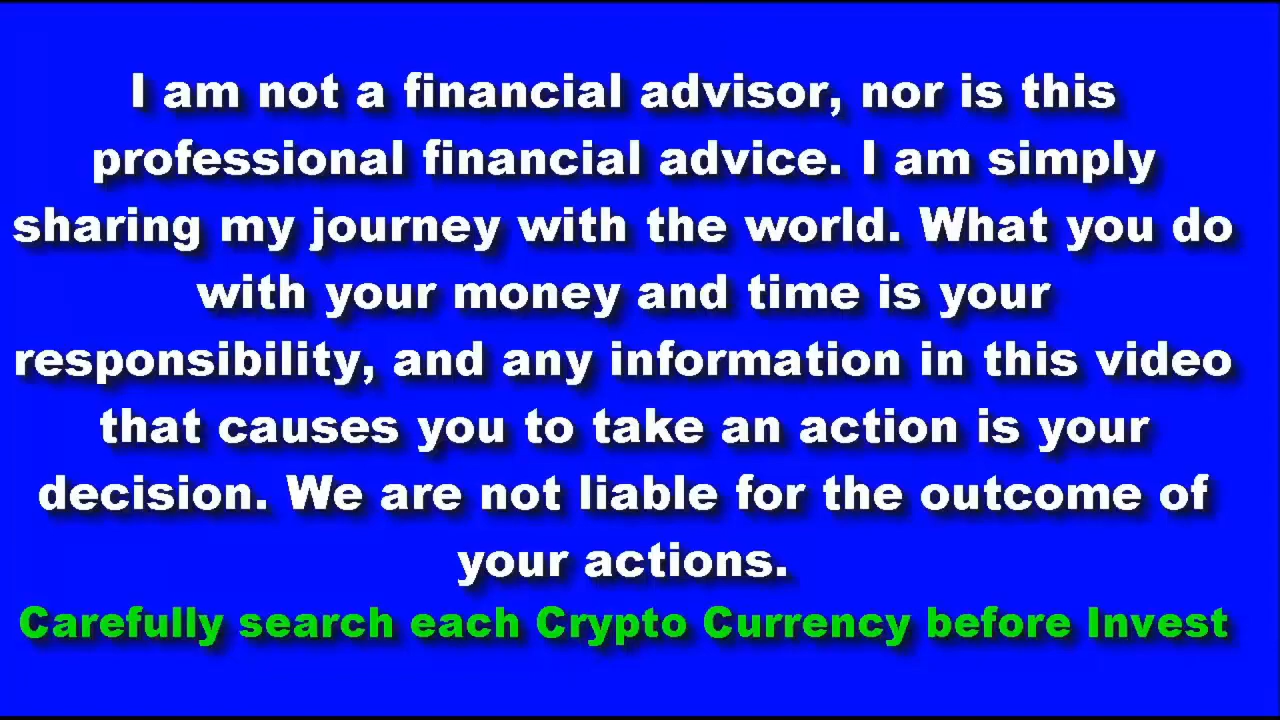 I am not a financial advisor, nor is this
professional financial advice. I am simply
sharing my journey with the world. What you do
with your money and time is your
responsibility, and any information in this video
that causes you to take an action is your
decision. We are not liable for the outcome of
your actions.
Carefully search each Crypto Currency before Invest